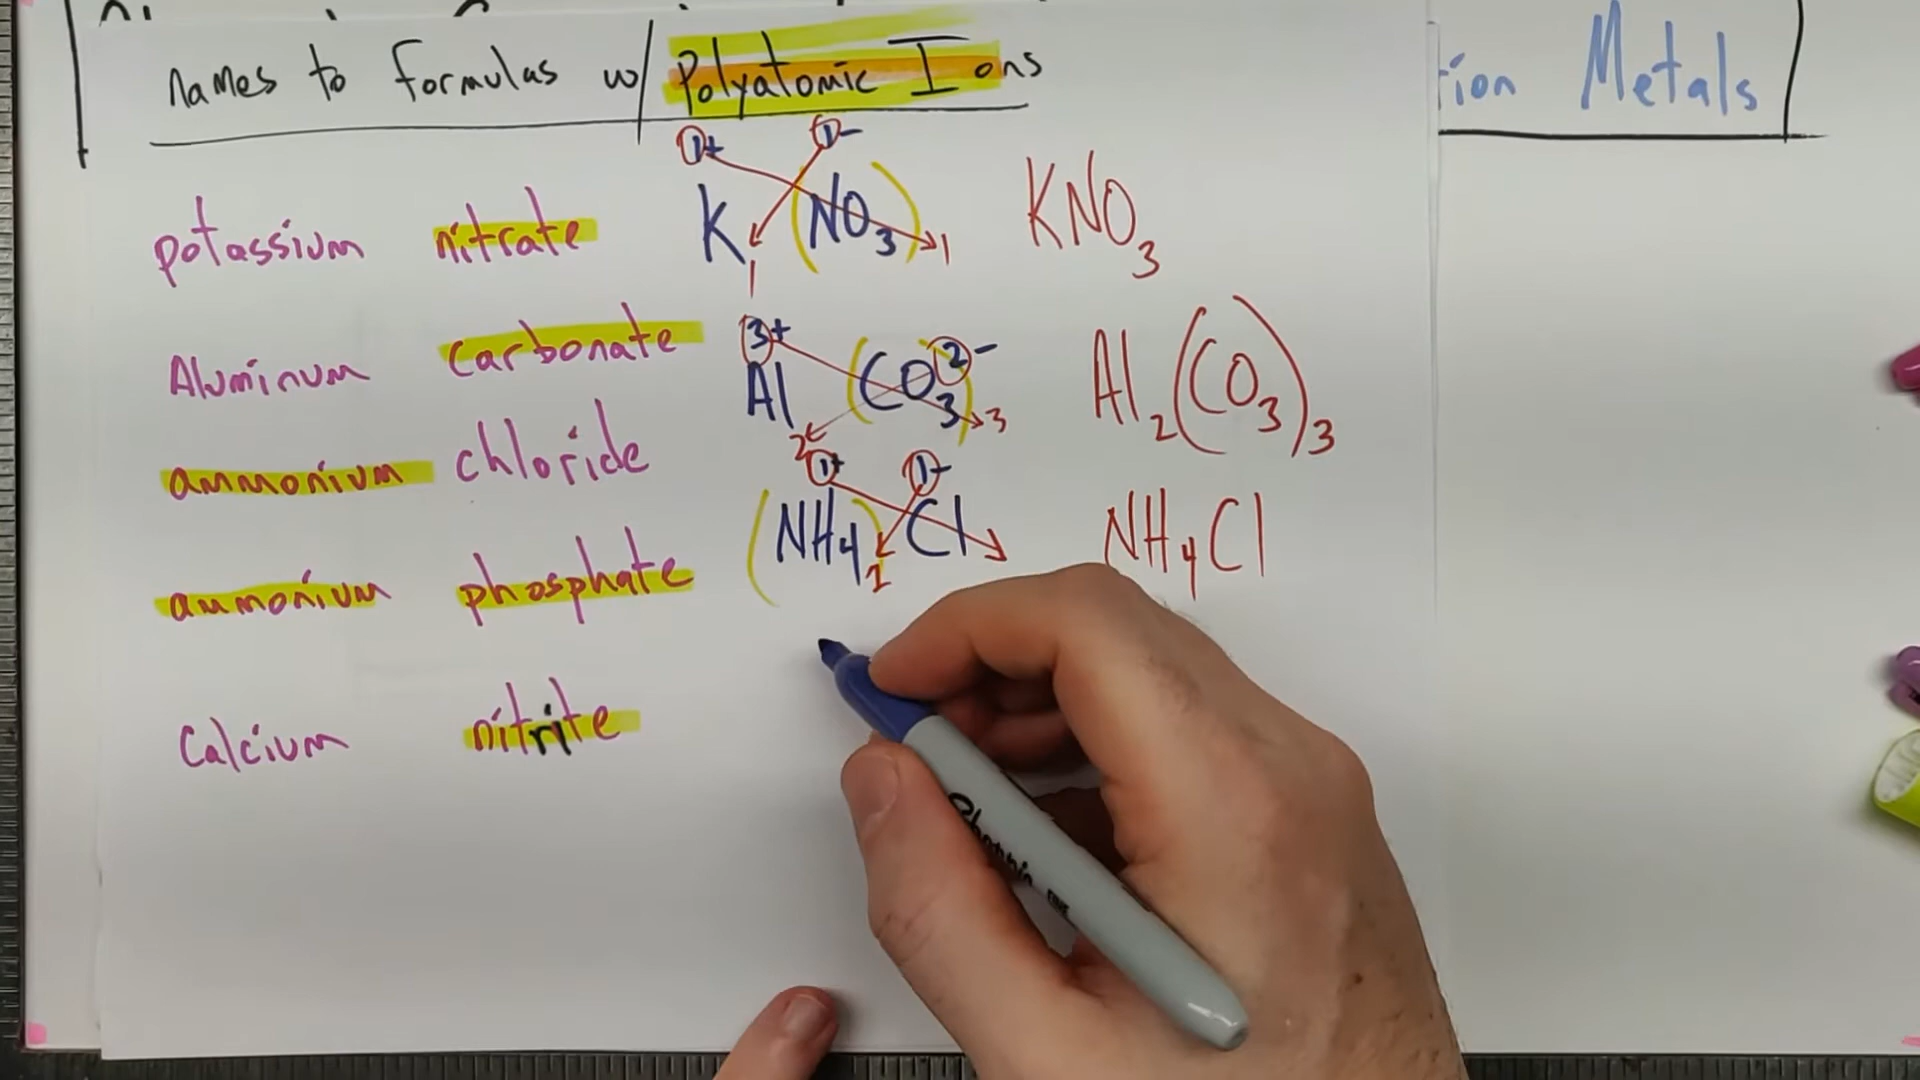 names to formulas w/ Polyatomic Ions
tion Metals
1+ 1-
potassium nitrate K (NO3) 1 KNO3
1
3+ 2-
Aluminum carbonate Al (CO3) 3 Al2(CO3)3
2
1+ 1-
ammonium chloride (NH4) Cl NH4Cl
1
ammonium phosphate
Calcium nitrite
Sharpie
FINE